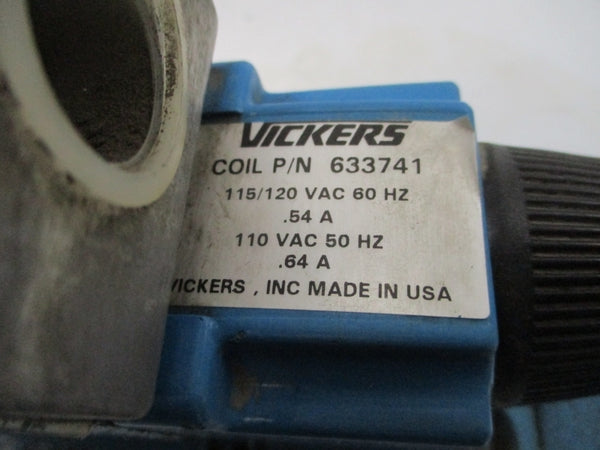 VICKERS
COIL P/N 633741
115/120 VAC 60 HZ
.54 A
110 VAC 50 HZ
.64 A
VICKERS, INC MADE IN USA